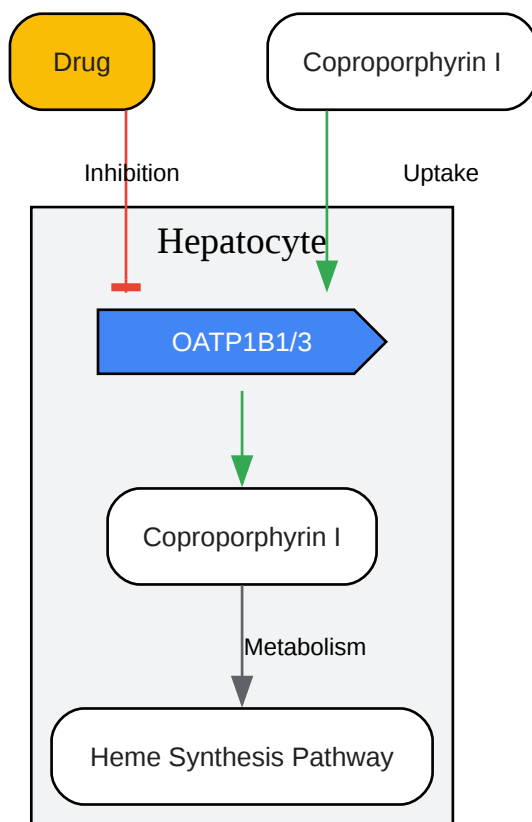 Drug
Coproporphyrin I
Inhibition
Uptake
Hepatocyte
OATP1B1/3
Coproporphyrin I
Metabolism
Heme Synthesis Pathway